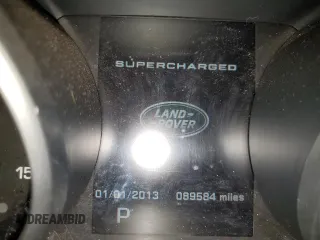 SUPERCHARGED
LAND-
ROVER
15
01/01/2013 089584 miles
P
DREAMBID